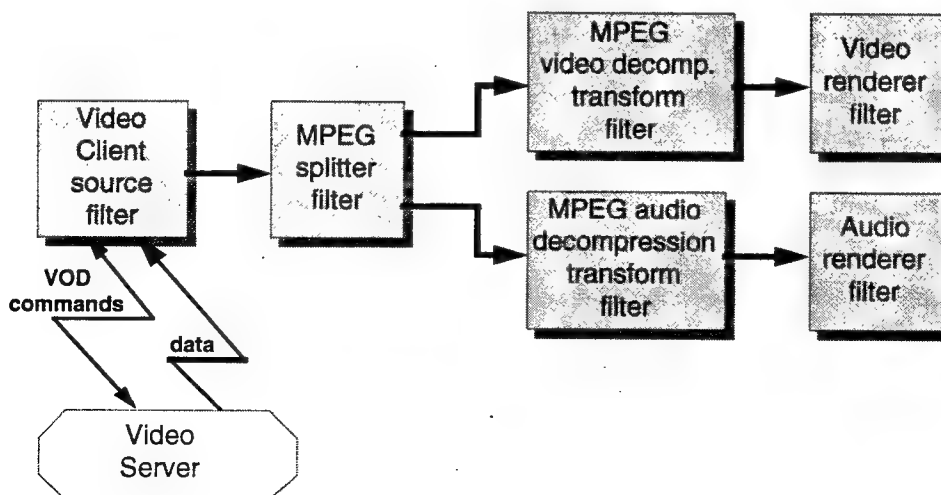 Video
Client
source
filter
MPEG
splitter
filter
MPEG
video decomp.
transform
filter
Video
renderer
filter
MPEG audio
decompression
transform
filter
Audio
renderer
filter
VOD
commands
data
Video
Server